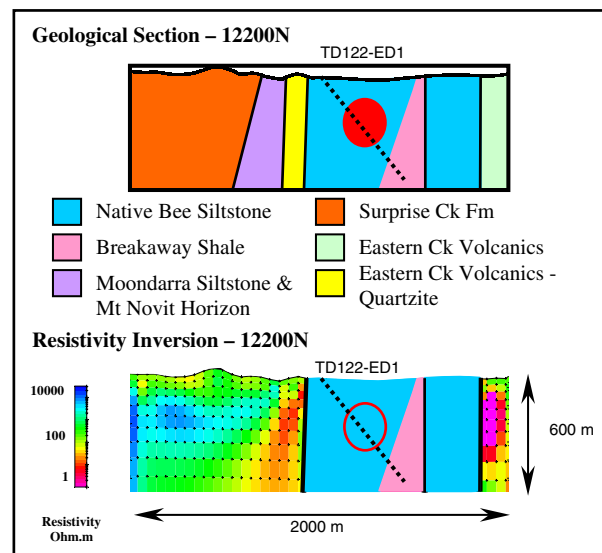 Geological Section – 12200N
TD122-ED1
Native Bee Siltstone
Surprise Ck Fm
Breakaway Shale
Eastern Ck Volcanics
Moondarra Siltstone &
Mt Novit Horizon
Eastern Ck Volcanics -
Quartzite
Resistivity Inversion – 12200N
TD122-ED1
10000
100
1
600 m
Resistivity
Ohm.m
2000 m